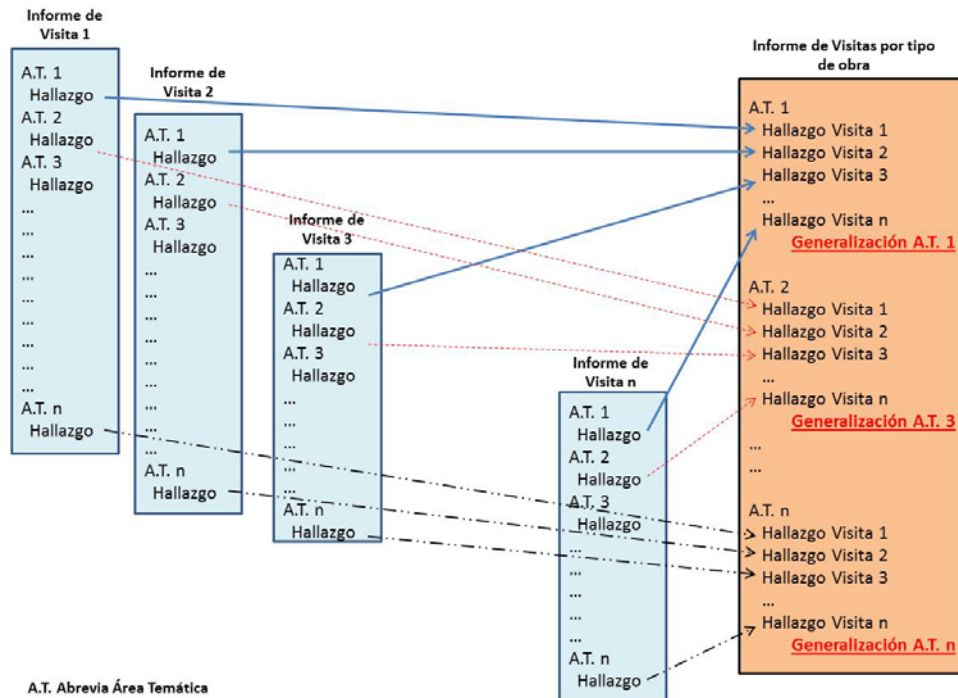 Informe de
Visita 1
A.T. 1
Hallazgo
A.T. 2
Hallazgo
A.T. 3
Hallazgo
...
...
...
...
...
...
...
...
...
A.T. n
Hallazgo
Informe de
Visita 2
A.T. 1
Hallazgo
A.T. 2
Hallazgo
A.T. 3
Hallazgo
...
...
...
...
...
...
...
...
...
A.T. n
Hallazgo
Informe de
Visita 3
A.T. 1
Hallazgo
A.T. 2
Hallazgo
A.T. 3
Hallazgo
...
...
...
...
...
A.T. n
Hallazgo
Informe de
Visita n
A.T. 1
Hallazgo
A.T. 2
Hallazgo
A.T. 3
Hallazgo
...
...
...
...
...
A.T. n
Hallazgo
Informe de Visitas por tipo
de obra
A.T. 1
Hallazgo Visita 1
Hallazgo Visita 2
Hallazgo Visita 3
...
Hallazgo Visita n
Generalización A.T. 1
A.T. 2
Hallazgo Visita 1
Hallazgo Visita 2
Hallazgo Visita 3
...
Hallazgo Visita n
Generalización A.T. 3
...
...
A.T. n
Hallazgo Visita 1
Hallazgo Visita 2
Hallazgo Visita 3
...
Hallazgo Visita n
Generalización A.T. n
A.T. Abrevia Área Temática